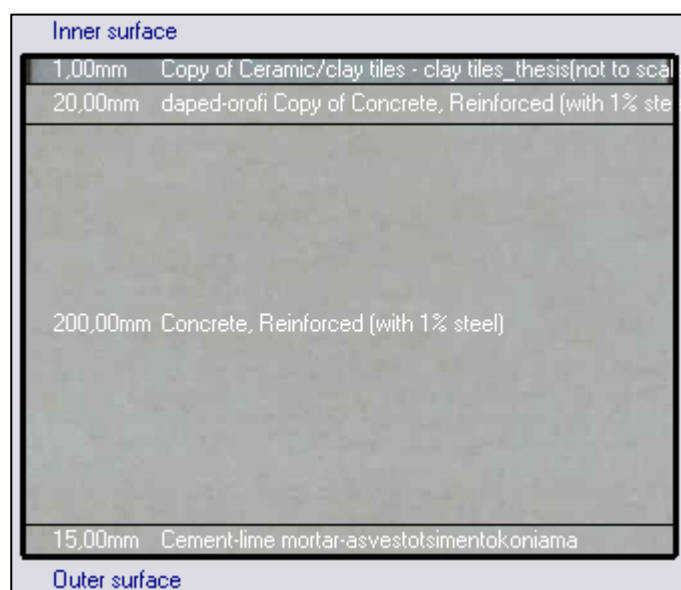 Inner surface
1,00mm Copy of Ceramic/clay tiles - clay tiles_thesis(not to scal
20,00mm daped-orofi Copy of Concrete, Reinforced (with 1% ste
200,00mm Concrete, Reinforced (with 1% steel)
15,00mm Cement-lime mortar-asvestotsimentokoniama
Outer surface